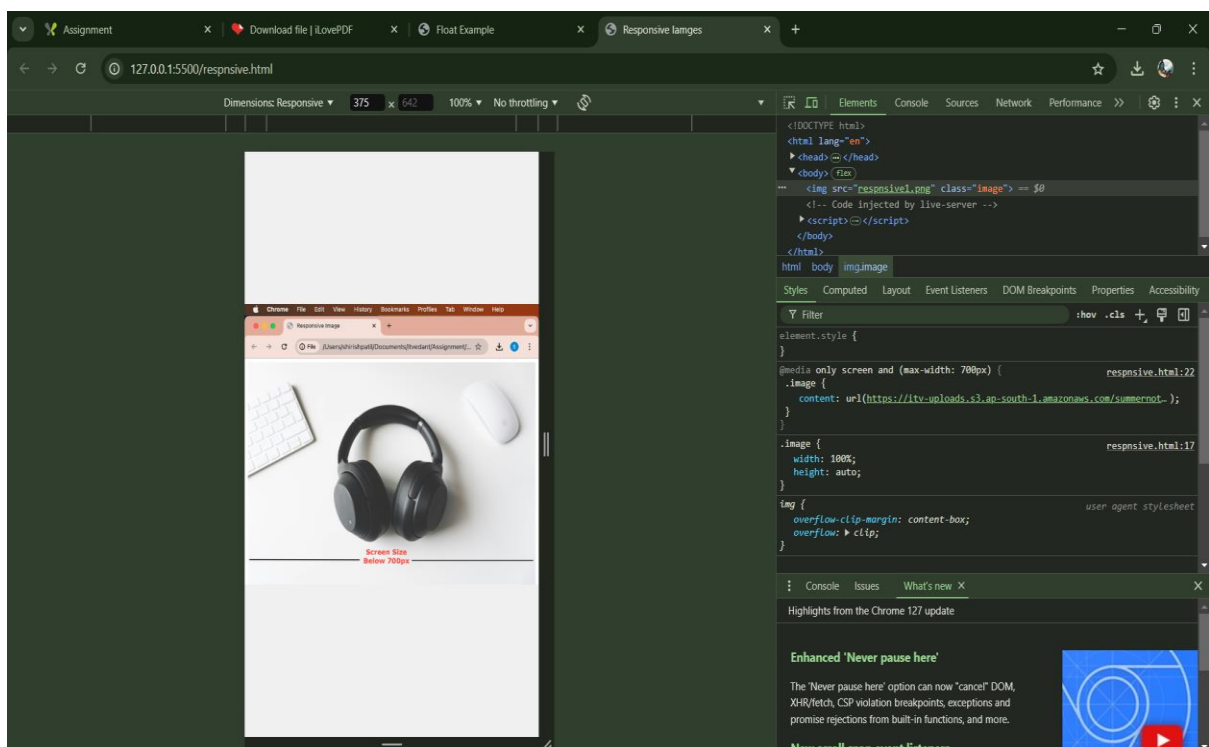 Assignment
Download file | iLovePDF
Float Example
Responsive Iamges
127.0.0.1:5500/respnsive.html
Dimensions: Responsive ▼ 375 x 642 100% ▼ No throttling ▼
Elements Console Sources Network Performance
<!DOCTYPE html>
<html lang="en">
<head> </head>
<body> flex
<img src="respnsive1.png" class="image"> == $0
<!-- Code injected by live-server -->
<script> </script>
</body>
</html>
html body img.image
Styles Computed Layout Event Listeners DOM Breakpoints Properties Accessibility
Filter :hov .cls
element.style {
}
@media only screen and (max-width: 700px) { respnsive.html:22
.image {
content: url(https://itv-uploads.s3.ap-south-1.amazonaws.com/summernot… );
}
}
.image { respnsive.html:17
width: 100%;
height: auto;
}
img { user agent stylesheet
overflow-clip-margin: content-box;
overflow: clip;
}
Console Issues What's new
Highlights from the Chrome 127 update
Enhanced 'Never pause here'
The 'Never pause here' option can now "cancel" DOM,
XHR/fetch, CSP violation breakpoints, exceptions and
promise rejections from built-in functions, and more.
Chrome File Edit View History Bookmarks Profiles Tab Window Help
Responsive Image
File
Screen Size
Below 700px